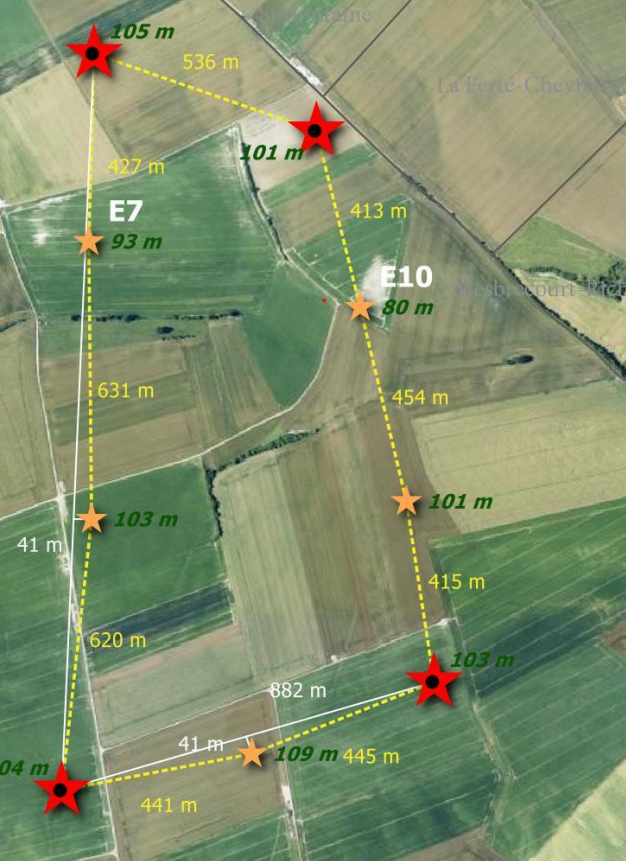 105 m
536 m
La Ferté-Chevresis
101 m
427 m
E7
413 m
93 m
E10
80 m
631 m
454 m
101 m
103 m
41 m
415 m
620 m
103 m
882 m
41 m
109 m
445 m
04 m
441 m